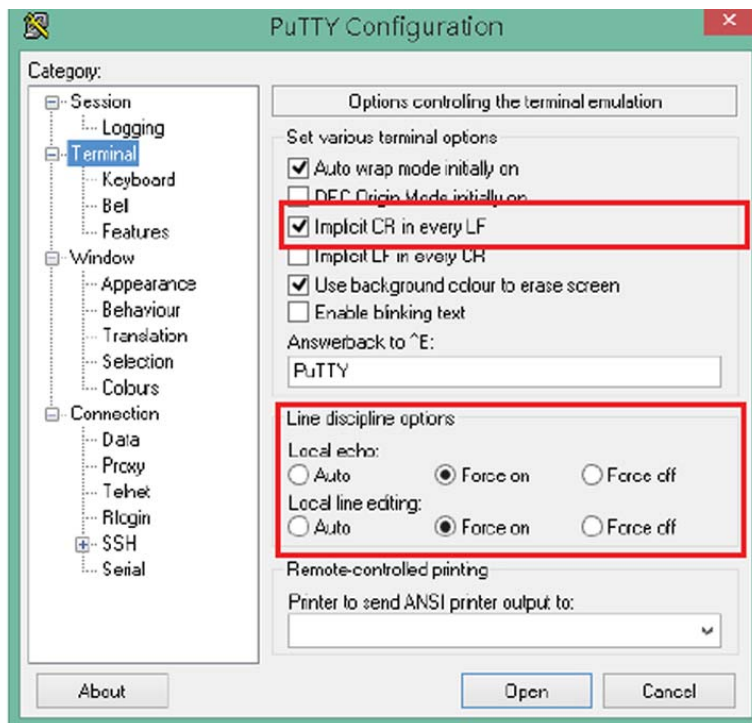 PuTTY Configuration
Category:
Session
Logging
Terminal
Keyboard
Bell
Features
Window
Appearance
Behaviour
Translation
Selection
Colours
Connection
Data
Proxy
Telnet
Rlogin
SSH
Serial
Options controlling the terminal emulation
Set various terminal options
Auto wrap mode initially on
DEC Origin Mode initially on
Implicit CR in every LF
Implicit LF in every CR
Use background colour to erase screen
Enable blinking text
Answerback to ^E:
PuTTY
Line discipline options
Local echo:
Auto Force on Force off
Local line editing:
Auto Force on Force off
Remote-controlled printing
Printer to send ANSI printer output to:
About Open Cancel